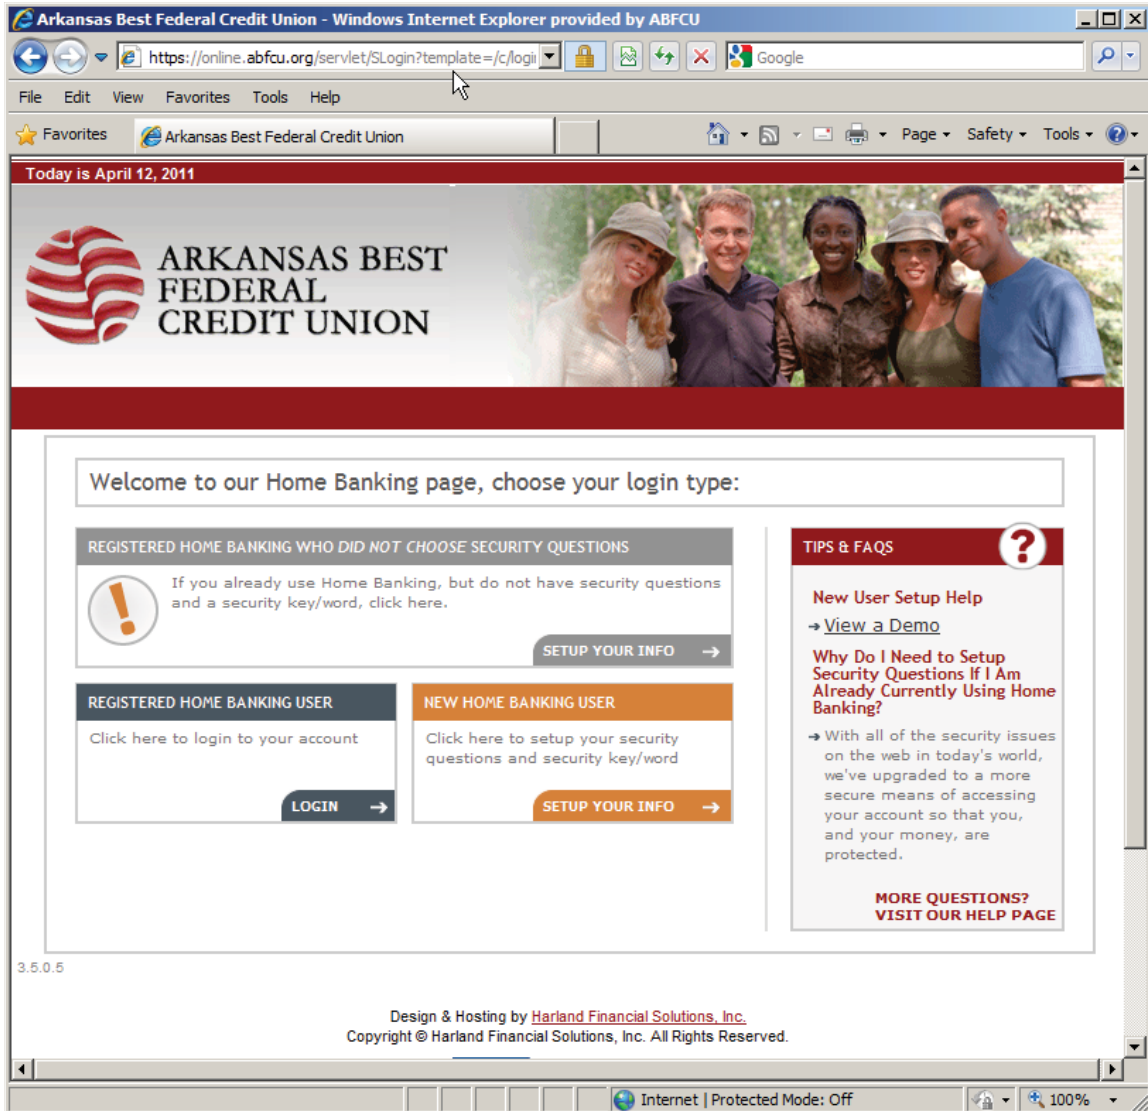 Arkansas Best Federal Credit Union - Windows Internet Explorer provided by ABFCU
https://online.abfcu.org/servlet/SLogin?template=/c/login
Google
File Edit View Favorites Tools Help
Favorites
Arkansas Best Federal Credit Union
Page Safety Tools
Today is April 12, 2011
ARKANSAS BEST
FEDERAL
CREDIT UNION
Welcome to our Home Banking page, choose your login type:
REGISTERED HOME BANKING WHO DID NOT CHOOSE SECURITY QUESTIONS
If you already use Home Banking, but do not have security questions
and a security key/word, click here.
SETUP YOUR INFO
REGISTERED HOME BANKING USER
Click here to login to your account
LOGIN
NEW HOME BANKING USER
Click here to setup your security
questions and security key/word
SETUP YOUR INFO
TIPS & FAQS
?
New User Setup Help
View a Demo
Why Do I Need to Setup
Security Questions If I Am
Already Currently Using Home
Banking?
With all of the security issues
on the web in today's world,
we've upgraded to a more
secure means of accessing
your account so that you,
and your money, are
protected.
MORE QUESTIONS?
VISIT OUR HELP PAGE
3.5.0.5
Design & Hosting by Harland Financial Solutions, Inc.
Copyright © Harland Financial Solutions, Inc. All Rights Reserved.
Internet | Protected Mode: Off
100%